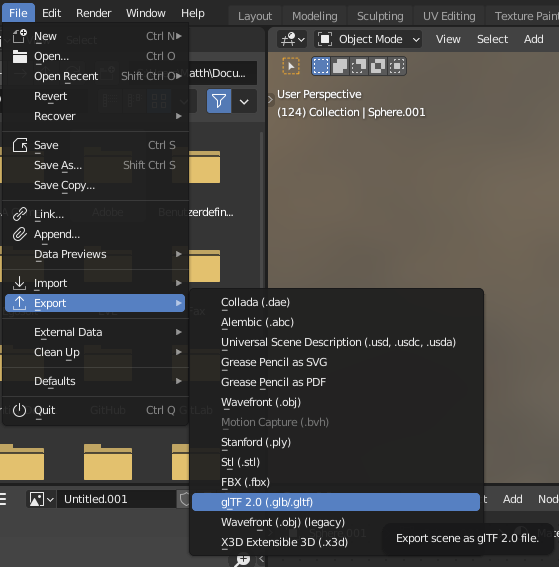 File Edit Render Window Help Layout Modeling Sculpting UV Editing Texture Pain
New Ctrl N
Object Mode View Select Add
Open... Ctrl O
Open Recent Shift Ctrl O
atth\Docu...
Revert
User Perspective
Recover
(124) Collection | Sphere.001
Save Ctrl S
Save As... Shift Ctrl S
Save Copy...
Link...
Adobe Benutzerdefin...
Append...
Data Previews
Import
Export
Collada (.dae)
Alembic (.abc)
External Data
Universal Scene Description (.usd, .usdc, .usda)
Clean Up
Grease Pencil as SVG
Defaults
Grease Pencil as PDF
Wavefront (.obj)
Quit Ctrl Q
GitHub
Motion Capture (.bvh)
Stanford (.ply)
Stl (.stl)
FBX (.fbx)
Untitled.001
glTF 2.0 (.glb/.gltf)
Add Nod
Wavefront (.obj) (legacy)
X3D Extensible 3D (.x3d)
Export scene as glTF 2.0 file.